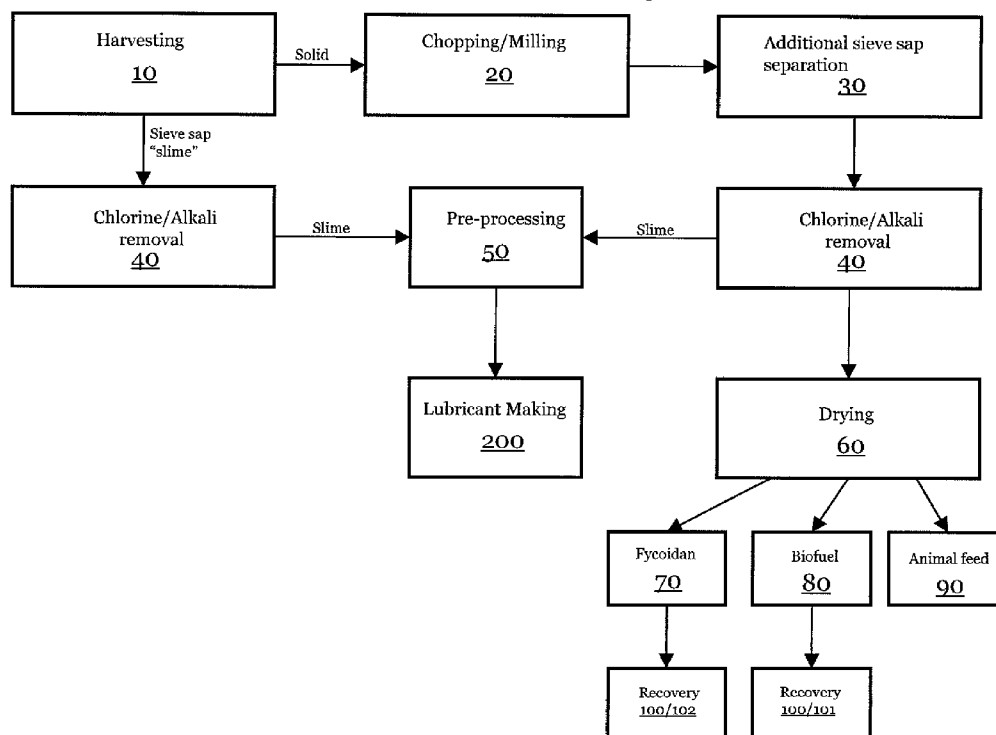 Harvesting
10
Solid
Chopping/Milling
20
Additional sieve sap
separation
30
Sieve sap
"slime"
Chlorine/Alkali
removal
40
Slime
Pre-processing
50
Slime
Chlorine/Alkali
removal
40
Lubricant Making
200
Drying
60
Fycoidan
70
Biofuel
80
Animal feed
90
Recovery
100/102
Recovery
100/101